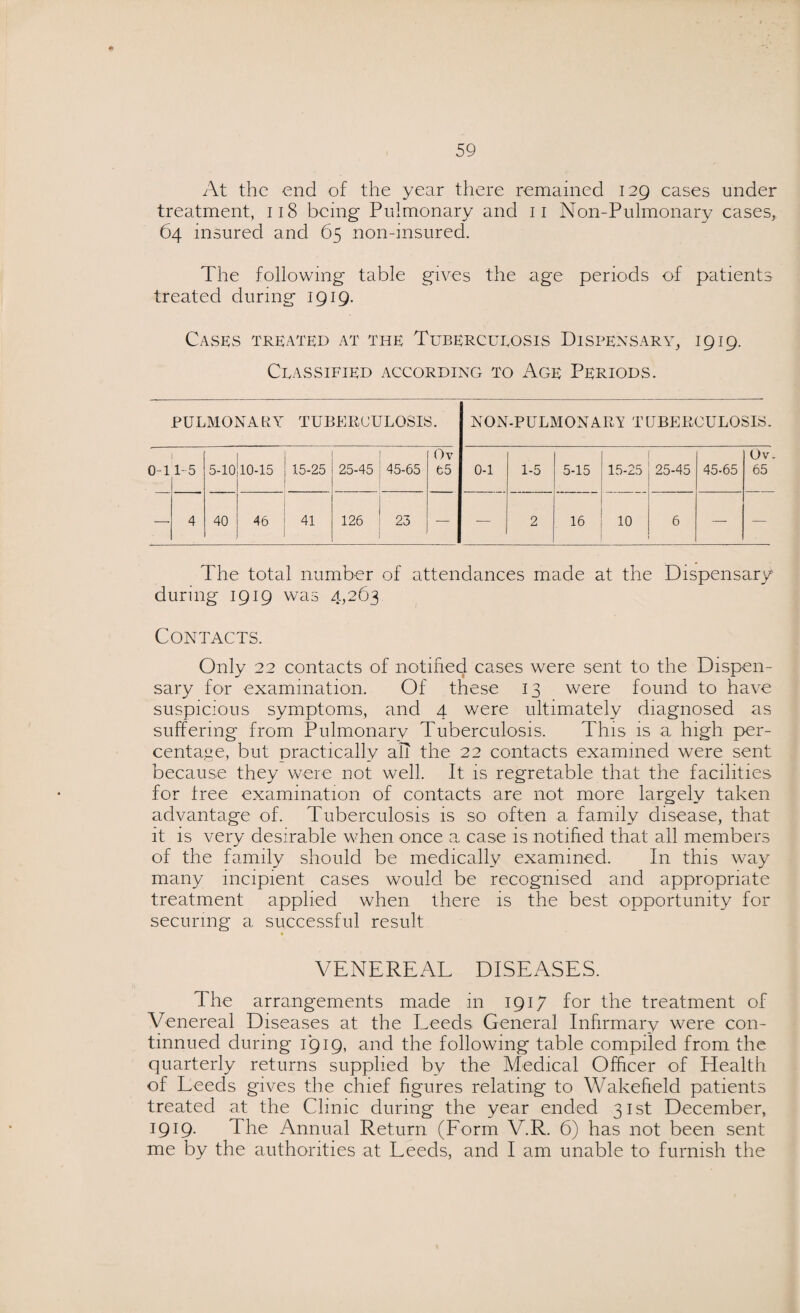 59
At the end of the year there remained 129 cases under
treatment, 118 being Pulmonary and 11 Non-Pulmonary cases,
64 insured and 65 non-insured.
The following table gives the age periods of patients
treated during 1919.
Cases treated at the Tuberculosis Dispensary, 1919.
Classified according to Age Periods.
PULMONARY TUBERCULOSIS. NON-PULMONARY TUBERCULOSIS.
0-1 1-5 5-10 10-15 15-25 25-45 45-65 Ov 65 0-1 1-5 5-15 15-25 25-45 45-65 Ov. 65
— 4 40 46 41 126 23 — — 2 16 10 6 — —
The total number of attendances made at the Dispensary
during 1919 was 4,263
Contacts.
Only 22 contacts of notified cases were sent to the Dispen-
sary for examination. Of these 13 were found to have
suspicious symptoms, and 4 were ultimately diagnosed as
suffering from Pulmonary Tuberculosis. This is a high per-
centage, but practically all the 22 contacts examined were sent
because they were not well. It is regretable that the facilities
for free examination of contacts are not more largely taken
advantage of. Tuberculosis is so often a family disease, that
it is very desirable when once a case is notified that all members
of the family should be medically examined. In this way
many incipient cases would be recognised and appropriate
treatment applied when there is the best opportunity for
securing a successful result
VENEREAL DISEASES.
The arrangements made in 1917 for the treatment of
Venereal Diseases at the Leeds General Infirmary were con-
tinnued during 1919, and the following table compiled from the
quarterly returns supplied by the Medical Officer of Health
of Leeds gives the chief figures relating to Wakefield patients
treated at the Clinic during the year ended 31st December,
1919. The Annual Return (Form V.R. 6) has not been sent
me by the authorities at Leeds, and I am unable to furnish the